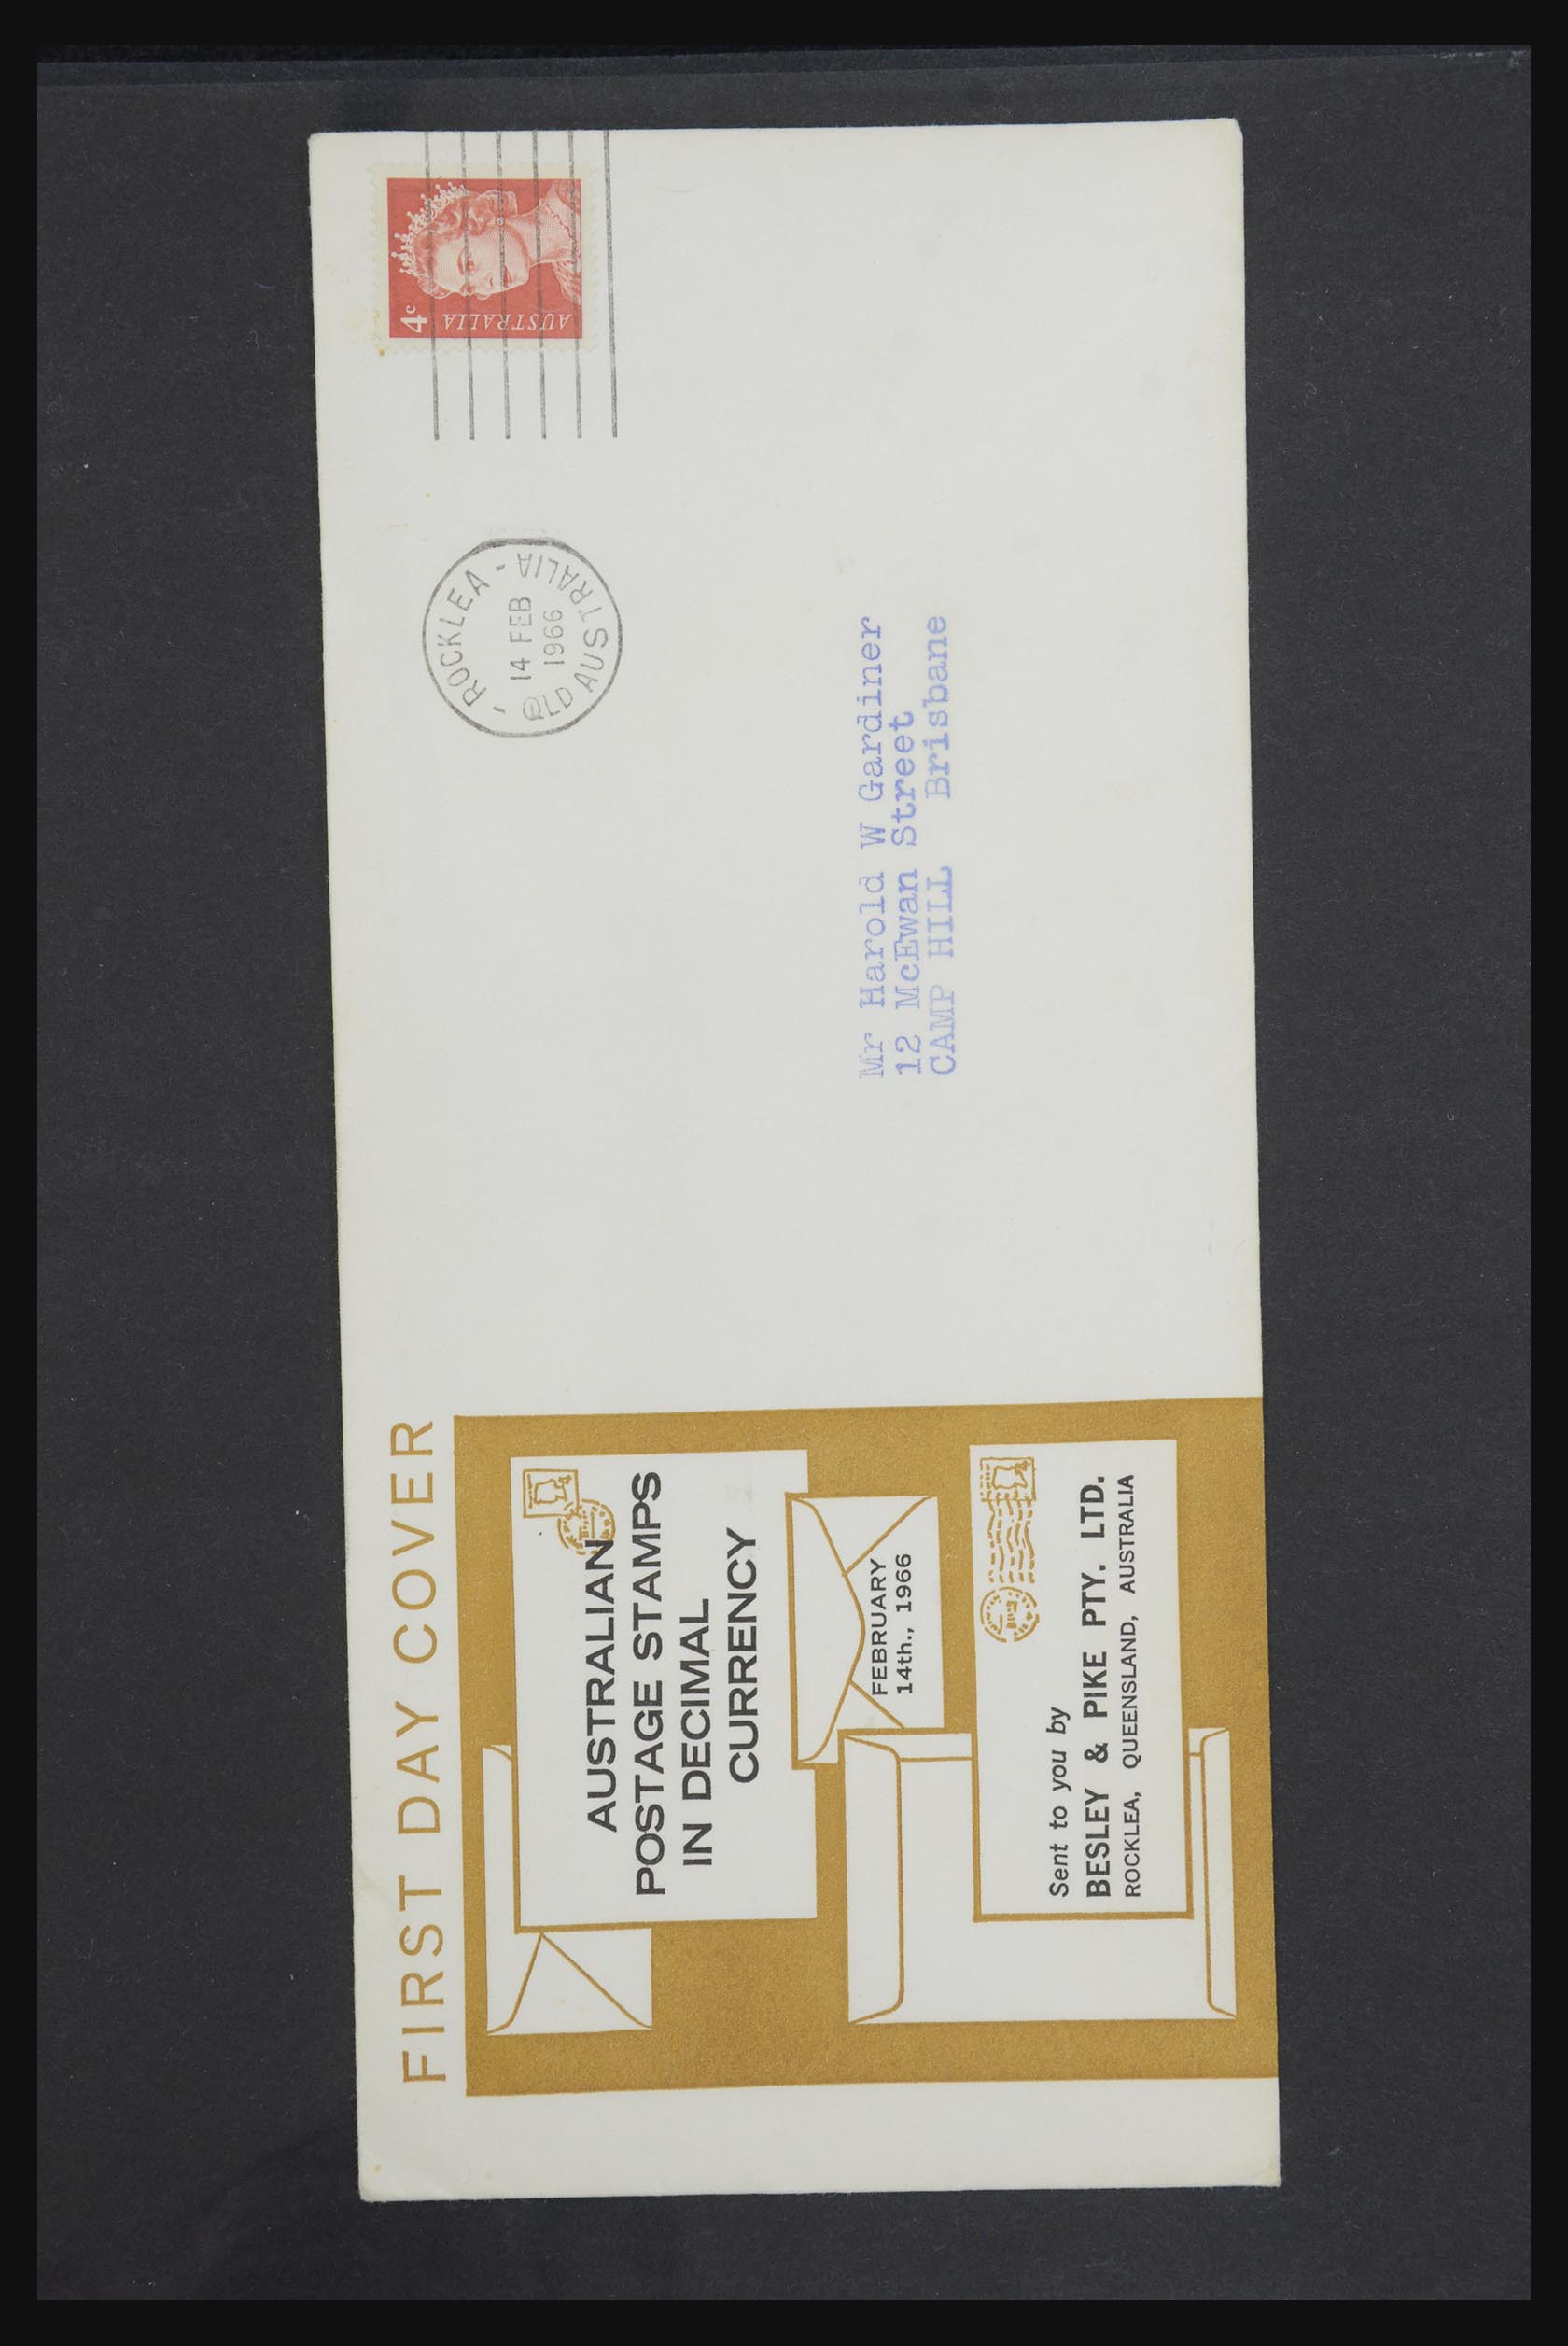 FIRST DAY COVER
AUSTRALIAN
POSTAGE STAMPS
IN DECIMAL
CURRENCY
FEBRUARY
14th., 1966
Sent to you by
BESLEY & PIKE PTY. LTD.
ROCKLEA, QUEENSLAND, AUSTRALIA
- ROCKLEA -
14 FEB
1966
QLD AUSTRALIA
4c
AUSTRALIA
Mr Harold W Gardiner
12 McEwan Street
CAMP HILL Brisbane